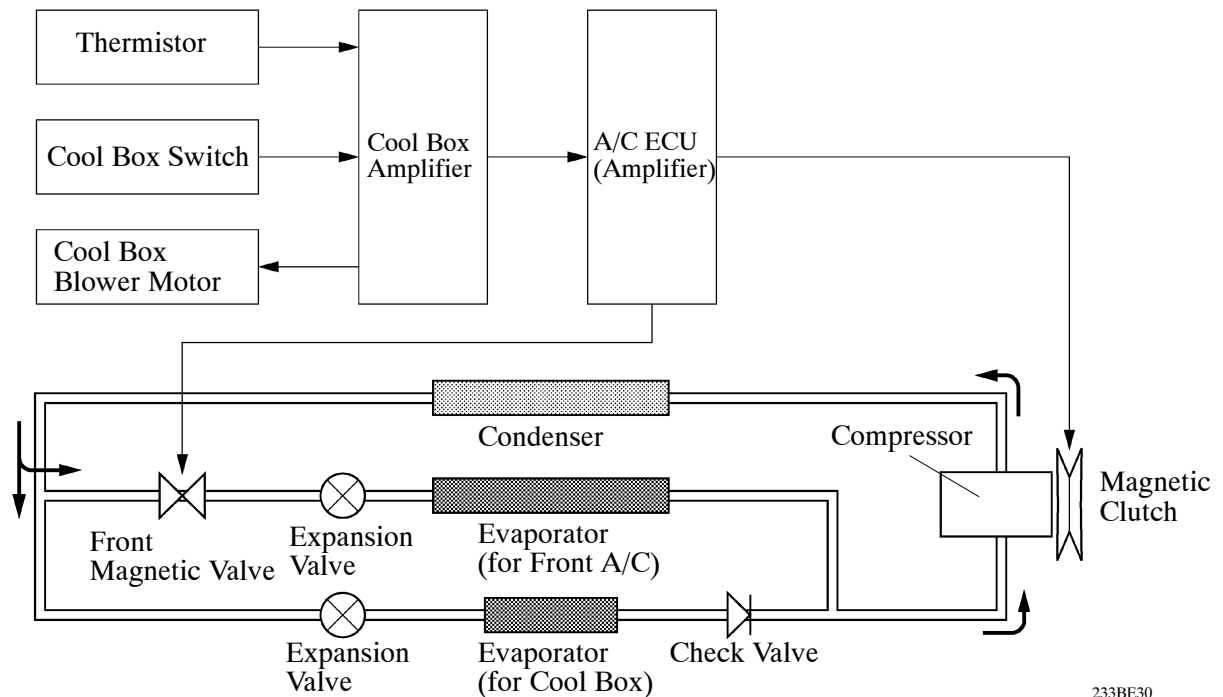 Thermistor
Cool Box Switch
Cool Box
Blower Motor
Cool Box
Amplifier
A/C ECU
(Amplifier)
Condenser
Compressor
Magnetic
Clutch
Front
Magnetic Valve
Expansion
Valve
Evaporator
(for Front A/C)
Expansion
Valve
Evaporator
(for Cool Box)
Check Valve
233BE30